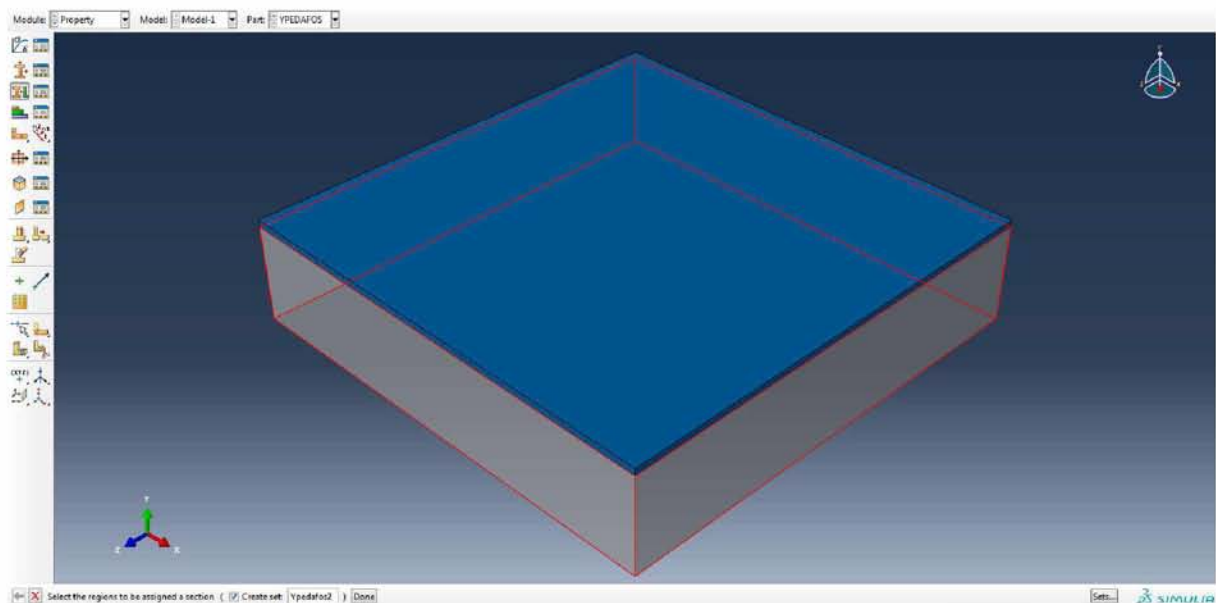 Module: Property Model: Model-1 Part: YPEDAFOS
Y
Z X
Y
Z X
Select the regions to be assigned a section ( Create set: Ypedafos2 ) Done Sets... SIMULIA